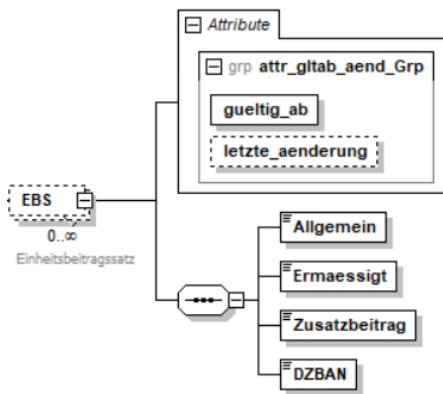 Attribute
grp attr_gltab_aend_Grp
gueltig_ab
letzte_aenderung
EBS
0..∞
Einheitsbeitragssatz
Allgemein
Ermaessigt
Zusatzbeitrag
DZBAN